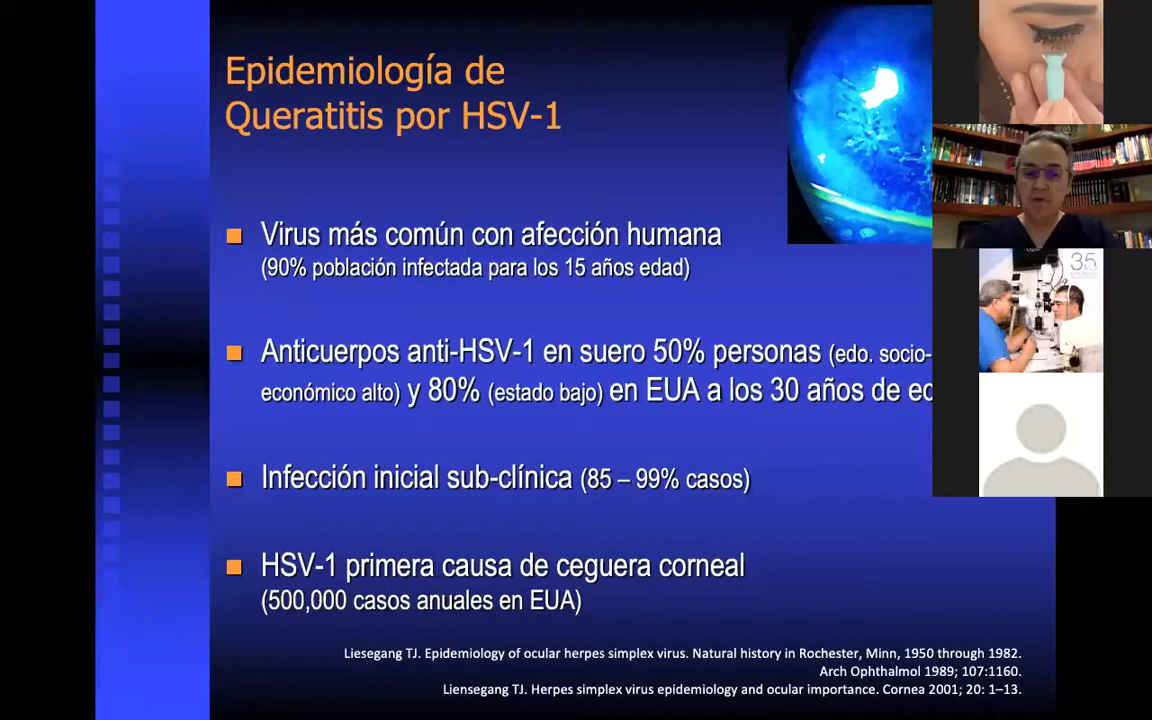 Epidemiología de
Queratitis por HSV-1
Virus más común con afección humana
(90% población infectada para los 15 años edad)
Anticuerpos anti-HSV-1 en suero 50% personas (edo. socio-
económico alto) y 80% (estado bajo) en EUA a los 30 años de
Infección inicial sub-clínica (85 – 99% casos)
HSV-1 primera causa de ceguera corneal
(500,000 casos anuales en EUA)
Liesegang TJ. Epidemiology of ocular herpes simplex virus. Natural history in Rochester, Minn, 1950 through 1982.
Arch Ophthalmol 1989; 107:1160.
Liensegang TJ. Herpes simplex virus epidemiology and ocular importance. Cornea 2001; 20: 1–13.
35